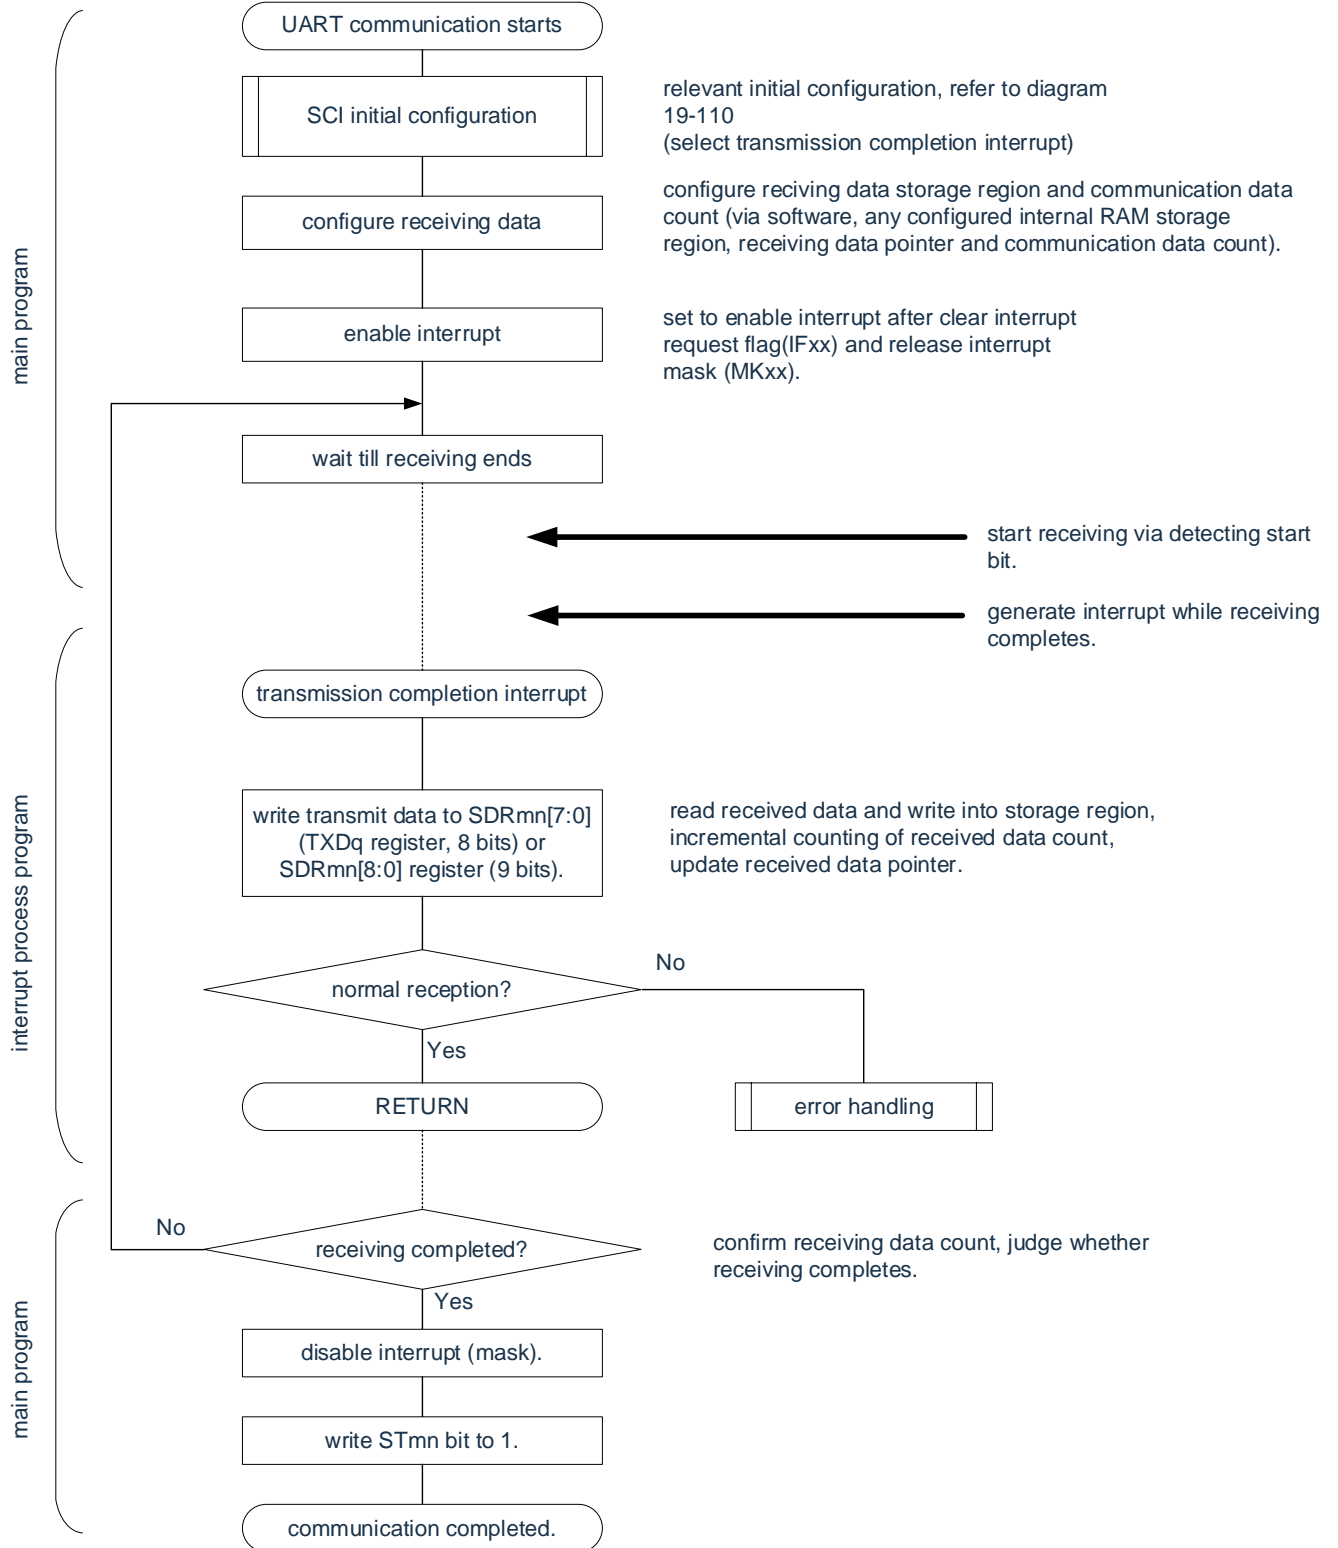 UART communication starts
SCI initial configuration
relevant initial configuration, refer to diagram
19-110
(select transmission completion interrupt)
configure receiving data
configure reciving data storage region and communication data
count (via software, any configured internal RAM storage
region, receiving data pointer and communication data count).
main program
enable interrupt
set to enable interrupt after clear interrupt
request flag(IFxx) and release interrupt
mask (MKxx).
wait till receiving ends
start receiving via detecting start
bit.
generate interrupt while receiving
completes.
transmission completion interrupt
interrupt process program
write transmit data to SDRmn[7:0]
(TXDq register, 8 bits) or
SDRmn[8:0] register (9 bits).
read received data and write into storage region,
incremental counting of received data count,
update received data pointer.
normal reception?
No
Yes
RETURN
error handling
No
receiving completed?
confirm receiving data count, judge whether
receiving completes.
Yes
main program
disable interrupt (mask).
write STmn bit to 1.
communication completed.